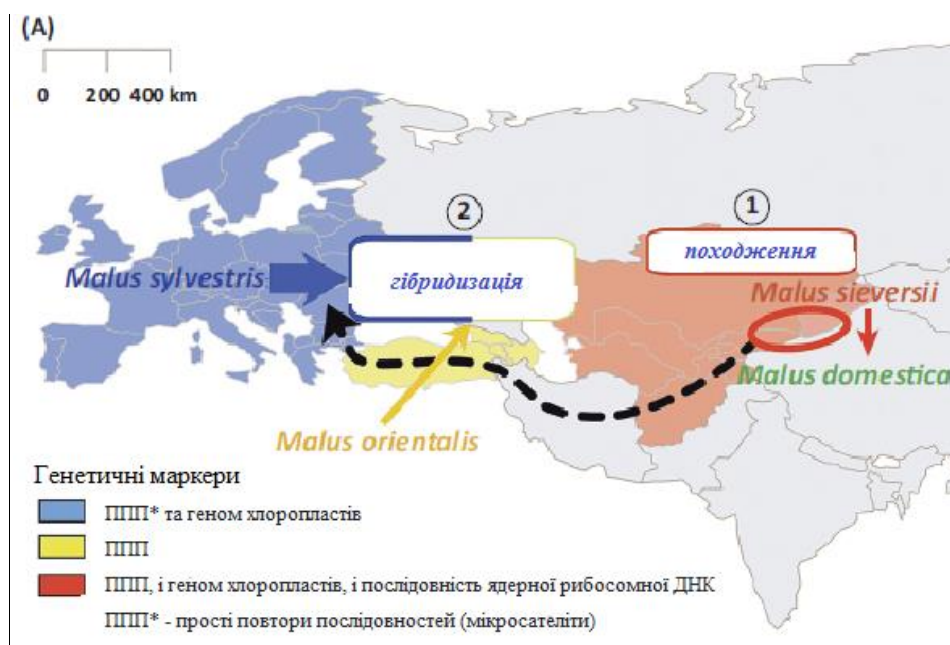 (A)
0 200 400 km
2
1
Malus sylvestris
гібридизація
походження
Malus sieversii
Malus domestica
Malus orientalis
Генетичні маркери
ППП* та геном хлоропластів
ППП
ППП, і геном хлоропластів, і послідовність ядерної рибосомної ДНК
ППП* - прості повтори послідовностей (мікросателіти)